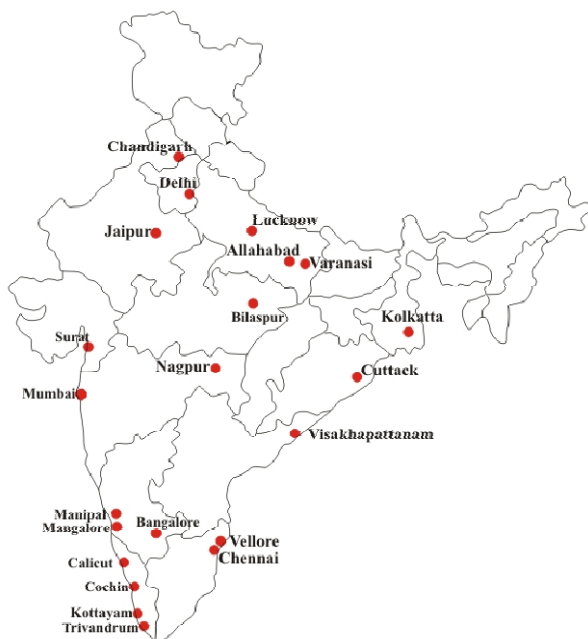 Chandigarh
Delhi
Lucknow
Jaipur
Allahabad
Varanasi
Bilaspur
Kolkatta
Surat
Nagpur
Cuttack
Mumbai
Visakhapattanam
Manipal
Bangalore
Mangalore
Vellore
Chennai
Calicut
Cochin
Kottayam
Trivandrum